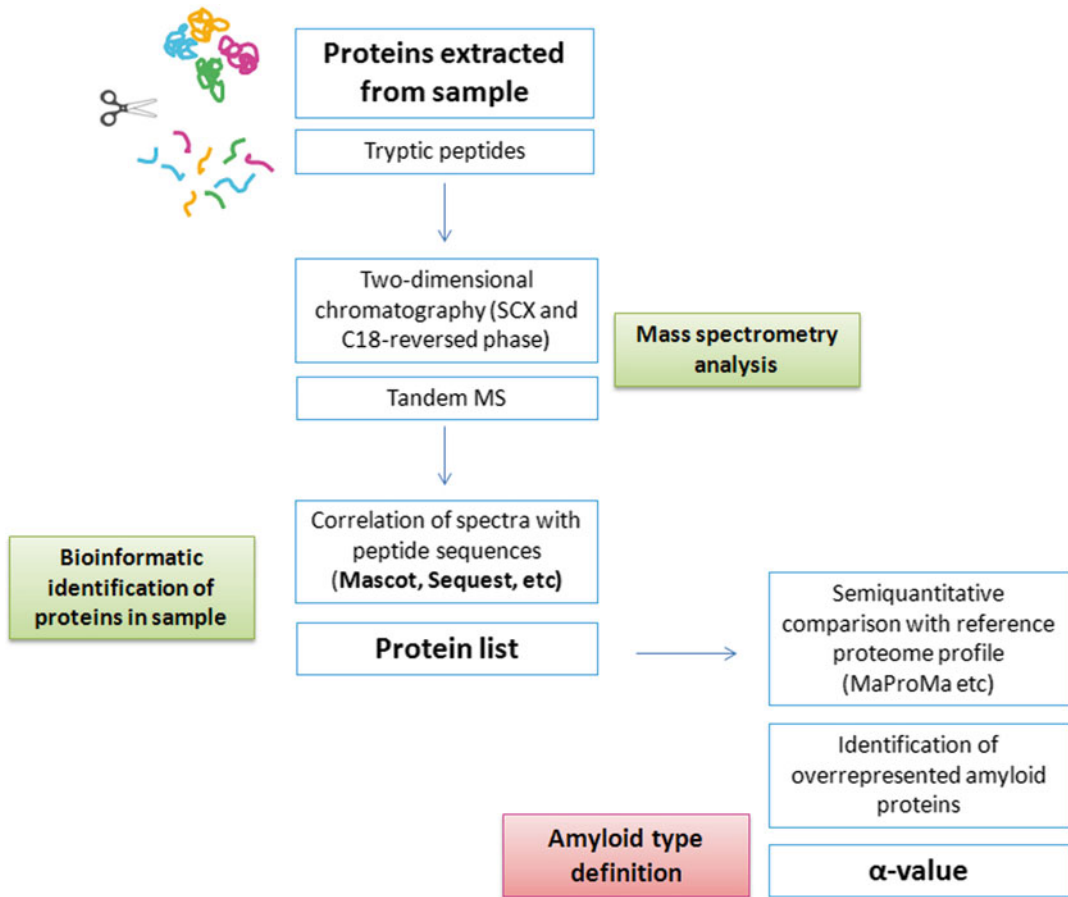 Proteins extracted
from sample
Tryptic peptides
Two-dimensional
chromatography (SCX and
C18-reversed phase)
Mass spectrometry
analysis
Tandem MS
Correlation of spectra with
peptide sequences
(Mascot, Sequest, etc)
Bioinformatic
identification of
proteins in sample
Protein list
Semiquantitative
comparison with reference
proteome profile
(MaProMa etc)
Identification of
overrepresented amyloid
proteins
Amyloid type
definition
α-value